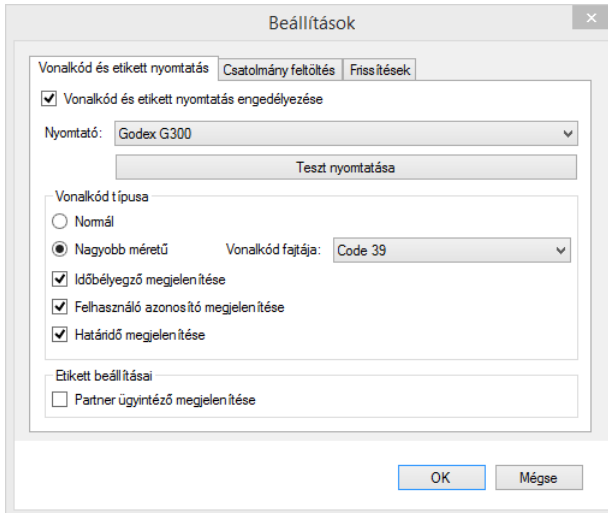 Beállítások
Vonalkód és etikett nyomtatás Csatolmány feltöltés Frissítések
Vonalkód és etikett nyomtatás engedélyezése
Nyomtató: Godex G300
Teszt nyomtatása
Vonalkód típusa
Normál
Nagyobb méretű Vonalkód fajtája: Code 39
Időbélyegző megjelenítése
Felhasználó azonosító megjelenítése
Határidő megjelenítése
Etikett beállításai
Partner ügyintéző megjelenítése
OK Mégse